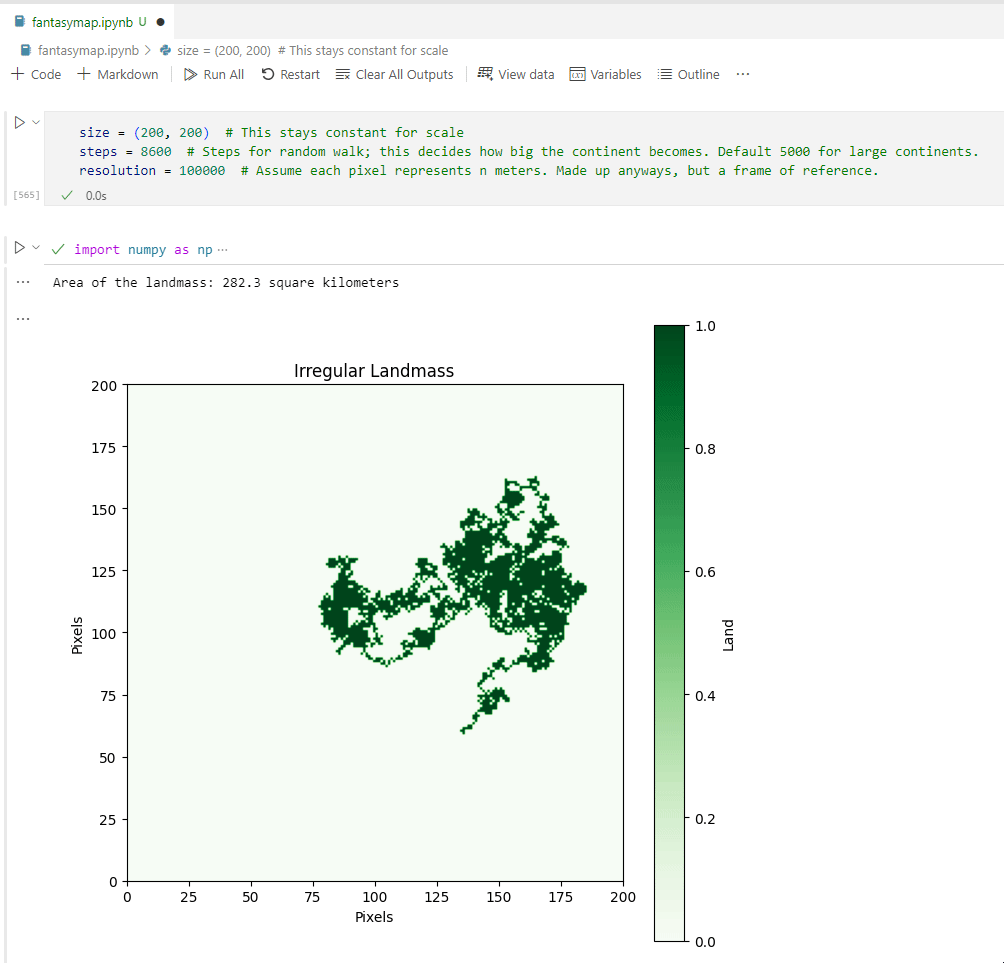 fantasymap.ipynb U ●
fantasymap.ipynb > size = (200, 200) # This stays constant for scale
+ Code + Markdown Run All Restart Clear All Outputs View data Variables Outline ...
size = (200, 200)  # This stays constant for scale
steps = 8600  # Steps for random walk; this decides how big the continent becomes. Default 5000 for large continents.
resolution = 100000  # Assume each pixel represents n meters. Made up anyways, but a frame of reference.
[565] ✓ 0.0s
✓ import numpy as np ...
... Area of the landmass: 282.3 square kilometers
...
Irregular Landmass
200
175
150
125
100
75
50
25
0
Pixels
0 25 50 75 100 125 150 175 200
Pixels
1.0
0.8
0.6
0.4
0.2
0.0
Land